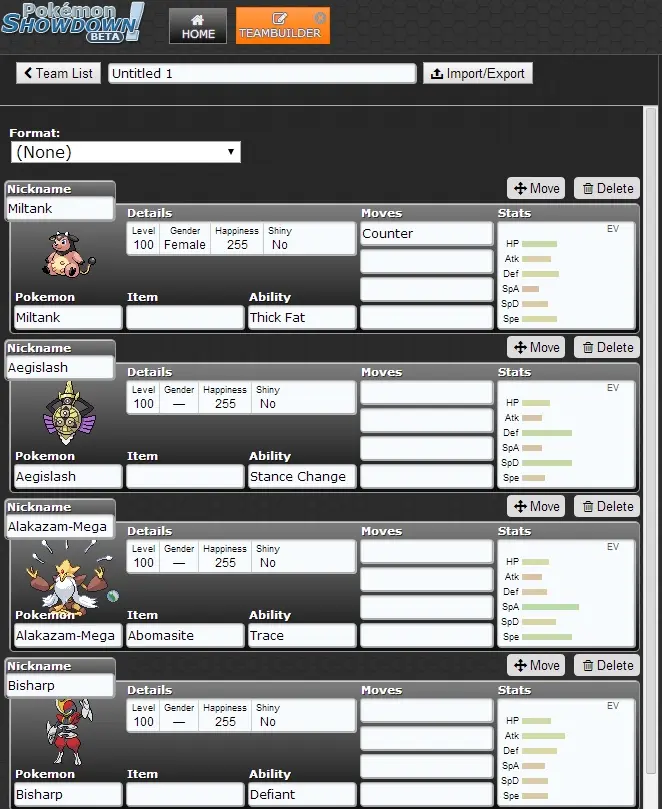 Pokémon
SHOWDOWN!
BETA
HOME
TEAMBUILDER
Team List
Untitled 1
Import/Export
Format:
(None)
Move Delete
Nickname
Miltank
Details
Moves
Stats
Level Gender Happiness Shiny
100 Female 255 No
Counter
EV
HP
Atk
Def
SpA
SpD
Spe
Pokemon
Item
Ability
Miltank
Thick Fat
Move Delete
Nickname
Aegislash
Details
Moves
Stats
Level Gender Happiness Shiny
100 — 255 No
EV
HP
Atk
Def
SpA
SpD
Spe
Pokemon
Item
Ability
Aegislash
Stance Change
Move Delete
Nickname
Alakazam-Mega
Details
Moves
Stats
Level Gender Happiness Shiny
100 — 255 No
EV
HP
Atk
Def
SpA
SpD
Spe
Pokemon
Item
Ability
Alakazam-Mega
Abomasite
Trace
Move Delete
Nickname
Bisharp
Details
Moves
Stats
Level Gender Happiness Shiny
100 — 255 No
EV
HP
Atk
Def
SpA
SpD
Spe
Pokemon
Item
Ability
Bisharp
Defiant